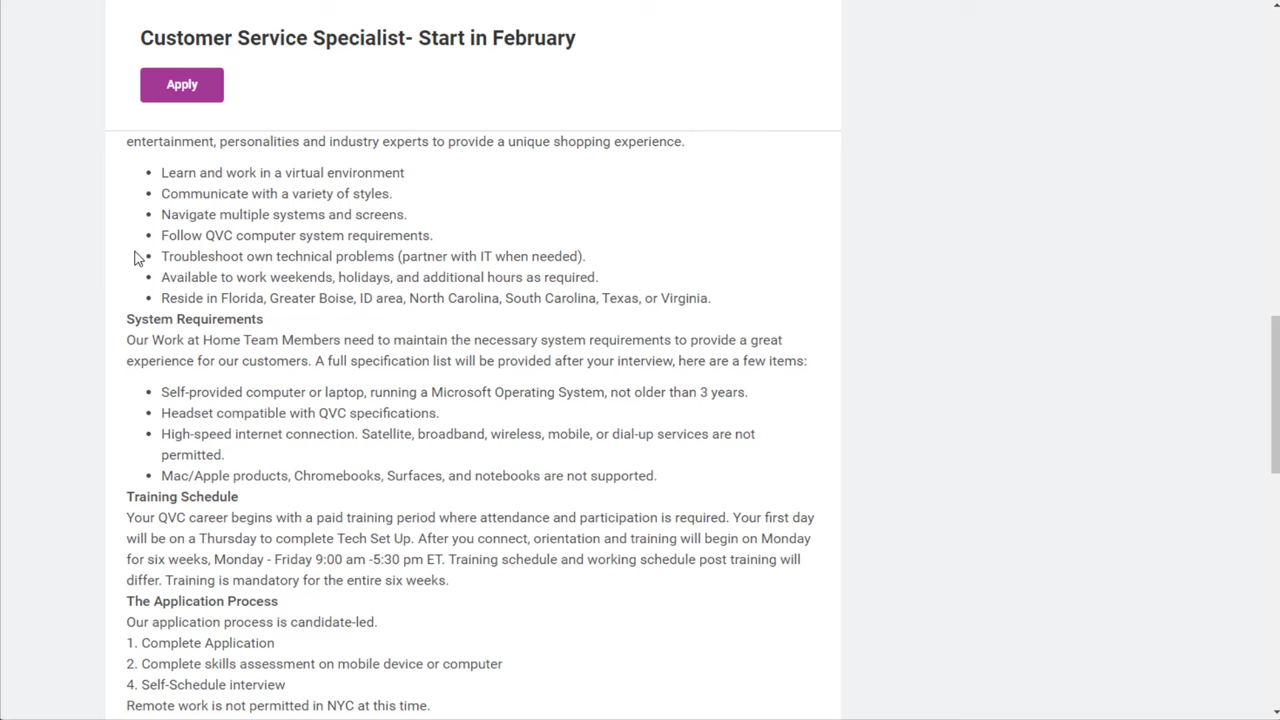 Customer Service Specialist- Start in February
Apply
entertainment, personalities and industry experts to provide a unique shopping experience.
• Learn and work in a virtual environment
• Communicate with a variety of styles.
• Navigate multiple systems and screens.
• Follow QVC computer system requirements.
• Troubleshoot own technical problems (partner with IT when needed).
• Available to work weekends, holidays, and additional hours as required.
• Reside in Florida, Greater Boise, ID area, North Carolina, South Carolina, Texas, or Virginia.
System Requirements
Our Work at Home Team Members need to maintain the necessary system requirements to provide a great
experience for our customers. A full specification list will be provided after your interview, here are a few items:
• Self-provided computer or laptop, running a Microsoft Operating System, not older than 3 years.
• Headset compatible with QVC specifications.
• High-speed internet connection. Satellite, broadband, wireless, mobile, or dial-up services are not
permitted.
• Mac/Apple products, Chromebooks, Surfaces, and notebooks are not supported.
Training Schedule
Your QVC career begins with a paid training period where attendance and participation is required. Your first day
will be on a Thursday to complete Tech Set Up. After you connect, orientation and training will begin on Monday
for six weeks, Monday - Friday 9:00 am -5:30 pm ET. Training schedule and working schedule post training will
differ. Training is mandatory for the entire six weeks.
The Application Process
Our application process is candidate-led.
1. Complete Application
2. Complete skills assessment on mobile device or computer
4. Self-Schedule interview
Remote work is not permitted in NYC at this time.